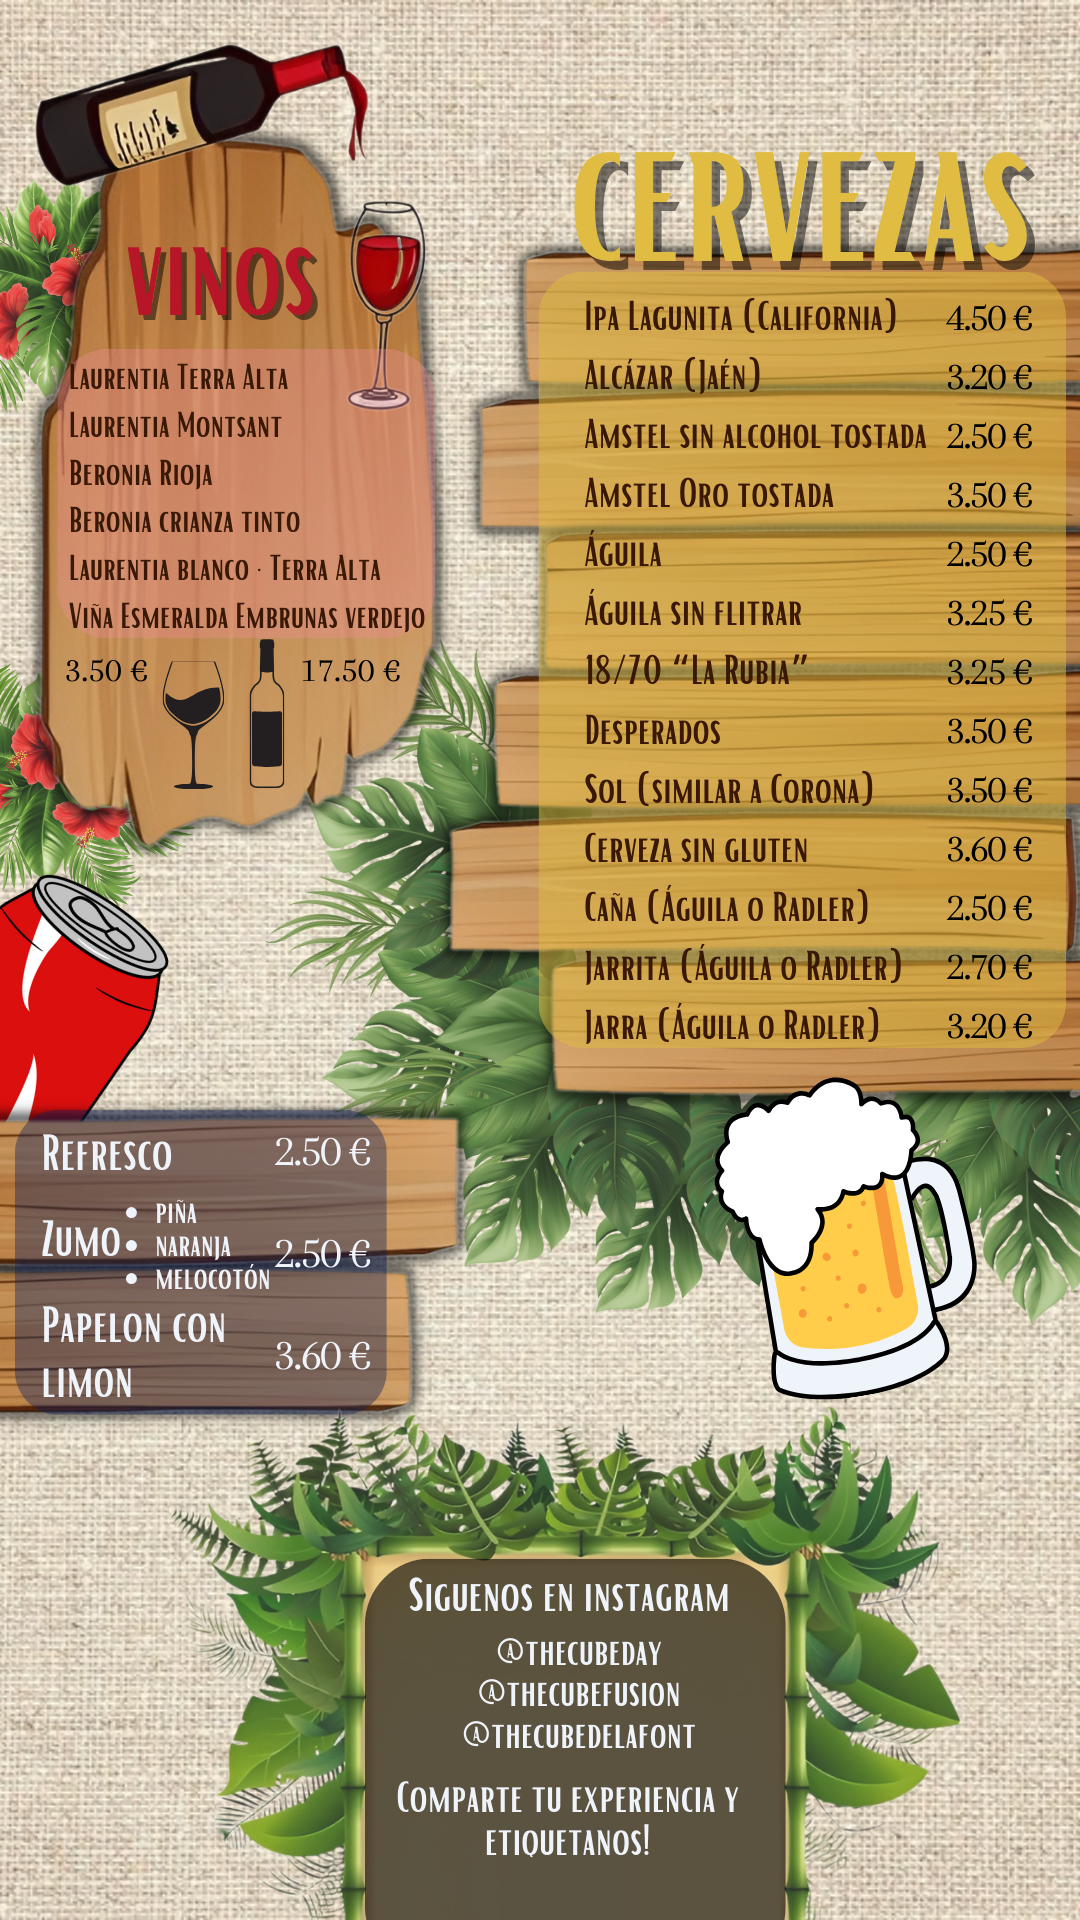 VINOS
Laurentia Terra Alta
Laurentia Montsant
Beronia Rioja
Beronia crianza tinto
Laurentia blanco · Terra Alta
Viña Esmeralda Embrunas verdejo
3.50 € 17.50 €
CERVEZAS
Ipa Lagunita (California) 4.50 €
Alcázar (Jaén) 3.20 €
Amstel sin alcohol tostada 2.50 €
Amstel Oro tostada 3.50 €
Águila 2.50 €
Águila sin flitrar 3.25 €
18/70 “La Rubia” 3.25 €
Desperados 3.50 €
Sol (similar a Corona) 3.50 €
Cerveza sin gluten 3.60 €
Caña (Águila o Radler) 2.50 €
Jarrita (Águila o Radler) 2.70 €
Jarra (Águila o Radler) 3.20 €
Refresco 2.50 €
Zumo 2.50 €
• piña
• naranja
• melocotón
Papelon con
limon 3.60 €
Siguenos en instagram
@thecubeday
@thecubefusion
@thecubedelafont
Comparte tu experiencia y
etiquetanos!